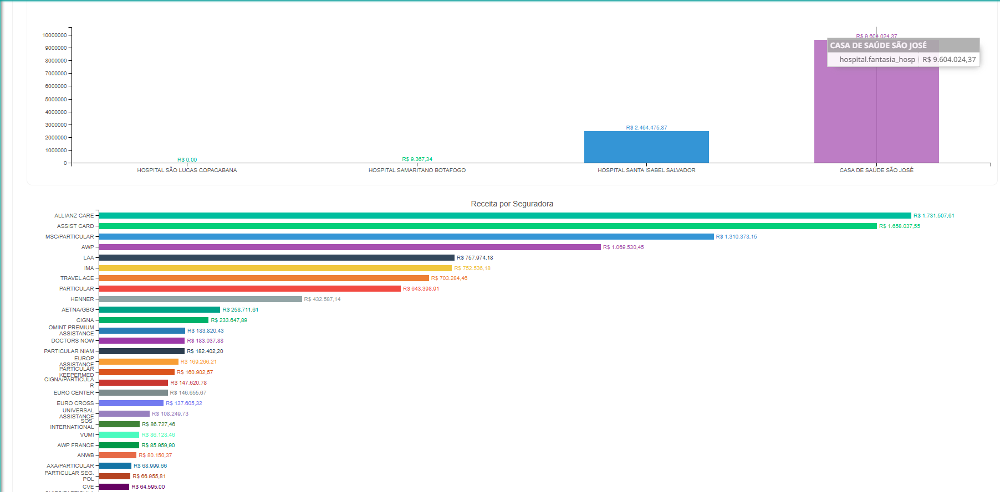 10000000
9000000
8000000
7000000
6000000
5000000
4000000
3000000
2000000
1000000
0
R$ 0,00
R$ 9.367,34
R$ 2.464.475,87
R$ 9.604.024,37
CASA DE SAÚDE SÃO JOSÉ
hospital.fantasia_hosp R$ 9.604.024,37
HOSPITAL SÃO LUCAS COPACABANA
HOSPITAL SAMARITANO BOTAFOGO
HOSPITAL SANTA ISABEL SALVADOR
CASA DE SAÚDE SÃO JOSÉ
Receita por Seguradora
ALLIANZ CARE R$ 1.731.507,61
ASSIST CARD R$ 1.658.037,55
MSC/PARTICULAR R$ 1.310.373,15
AWP R$ 1.069.530,45
LAA R$ 757.974,18
IMA R$ 752.536,18
TRAVEL ACE R$ 703.284,46
PARTICULAR R$ 643.398,91
HENNER R$ 432.587,14
AETNA/GBG R$ 258.711,61
CIGNA R$ 233.647,89
OMINT PREMIUM
ASSISTANCE R$ 183.820,43
DOCTORS NOW R$ 183.037,88
PARTICULAR NIAM R$ 182.402,20
EUROP
ASSISTANCE R$ 169.266,21
PARTICULAR
KEEPERMED R$ 160.902,57
CIGNA/PARTICULA
R R$ 147.620,78
EURO CENTER R$ 146.655,67
EURO CROSS R$ 137.605,32
UNIVERSAL
ASSISTANCE R$ 108.249,73
SOS
INTERNATIONAL R$ 86.727,46
VUMI R$ 86.128,46
AWP FRANCE R$ 85.959,90
ANWB R$ 80.150,37
AXA/PARTICULAR R$ 68.999,66
PARTICULAR SEG.
POL R$ 66.955,81
CVE R$ 64.595,00